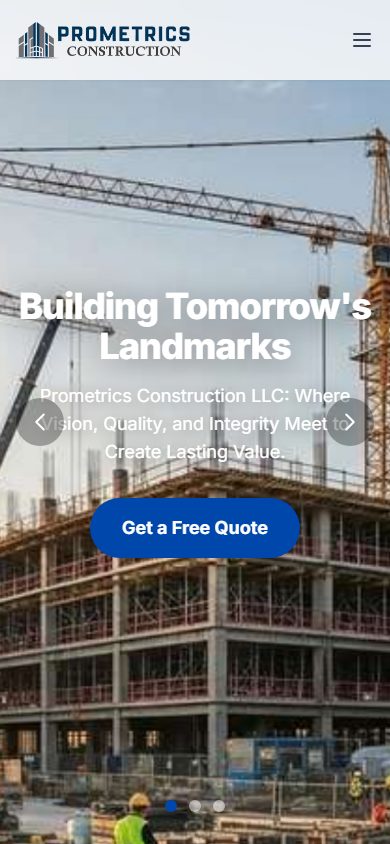 PROMETRICS
CONSTRUCTION
Building Tomorrow's
Landmarks
Prometrics Construction LLC: Where
Vision, Quality, and Integrity Meet to
Create Lasting Value.
Get a Free Quote